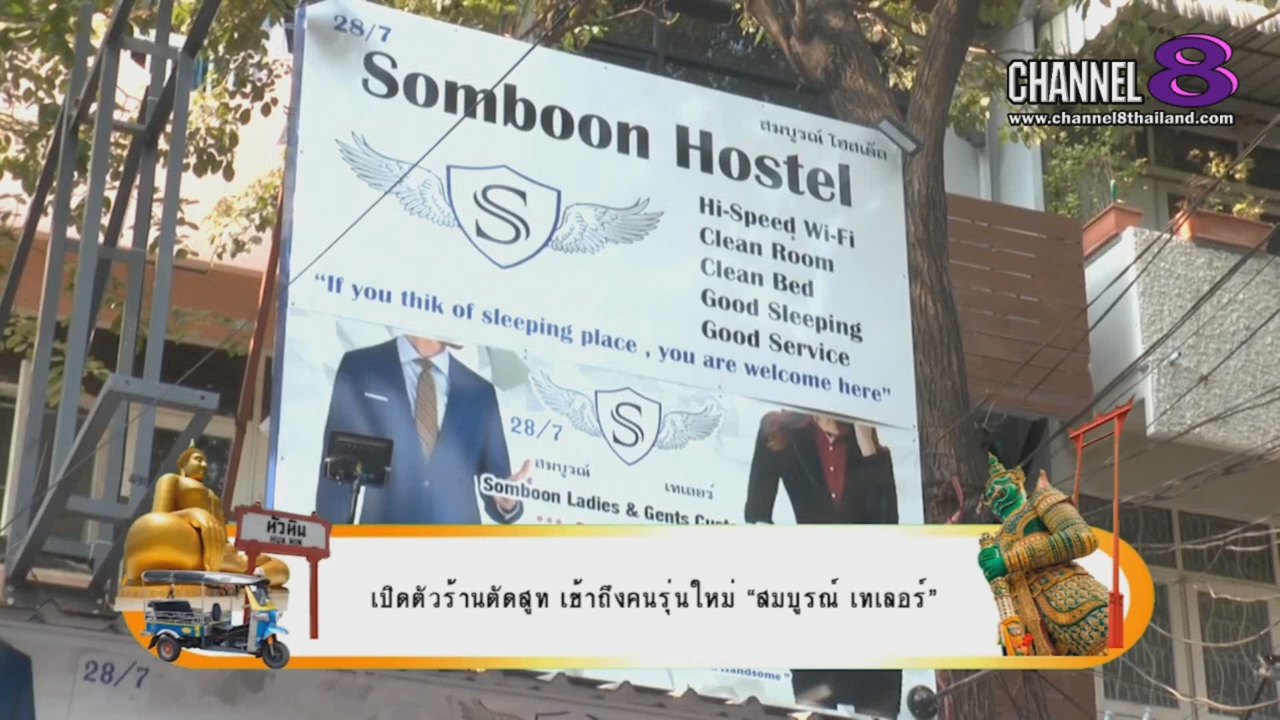 28/7
Somboon Hostel
สมบูรณ์ โฮสเต็ล
S
Hi-Speed Wi-Fi
Clean Room
Clean Bed
Good Sleeping
Good Service
“If you thik of sleeping place , you are welcome here”
28/7
S
สมบูรณ์ เทเลอร์
Somboon Ladies & Gents
CHANNEL 8
www.channel8thailand.com
หัวหิน
HUA HIN
เปิดตัวร้านตัดสูท เข้าถึงคนรุ่นใหม่ “สมบูรณ์ เทเลอร์”
28/7
Handsome”